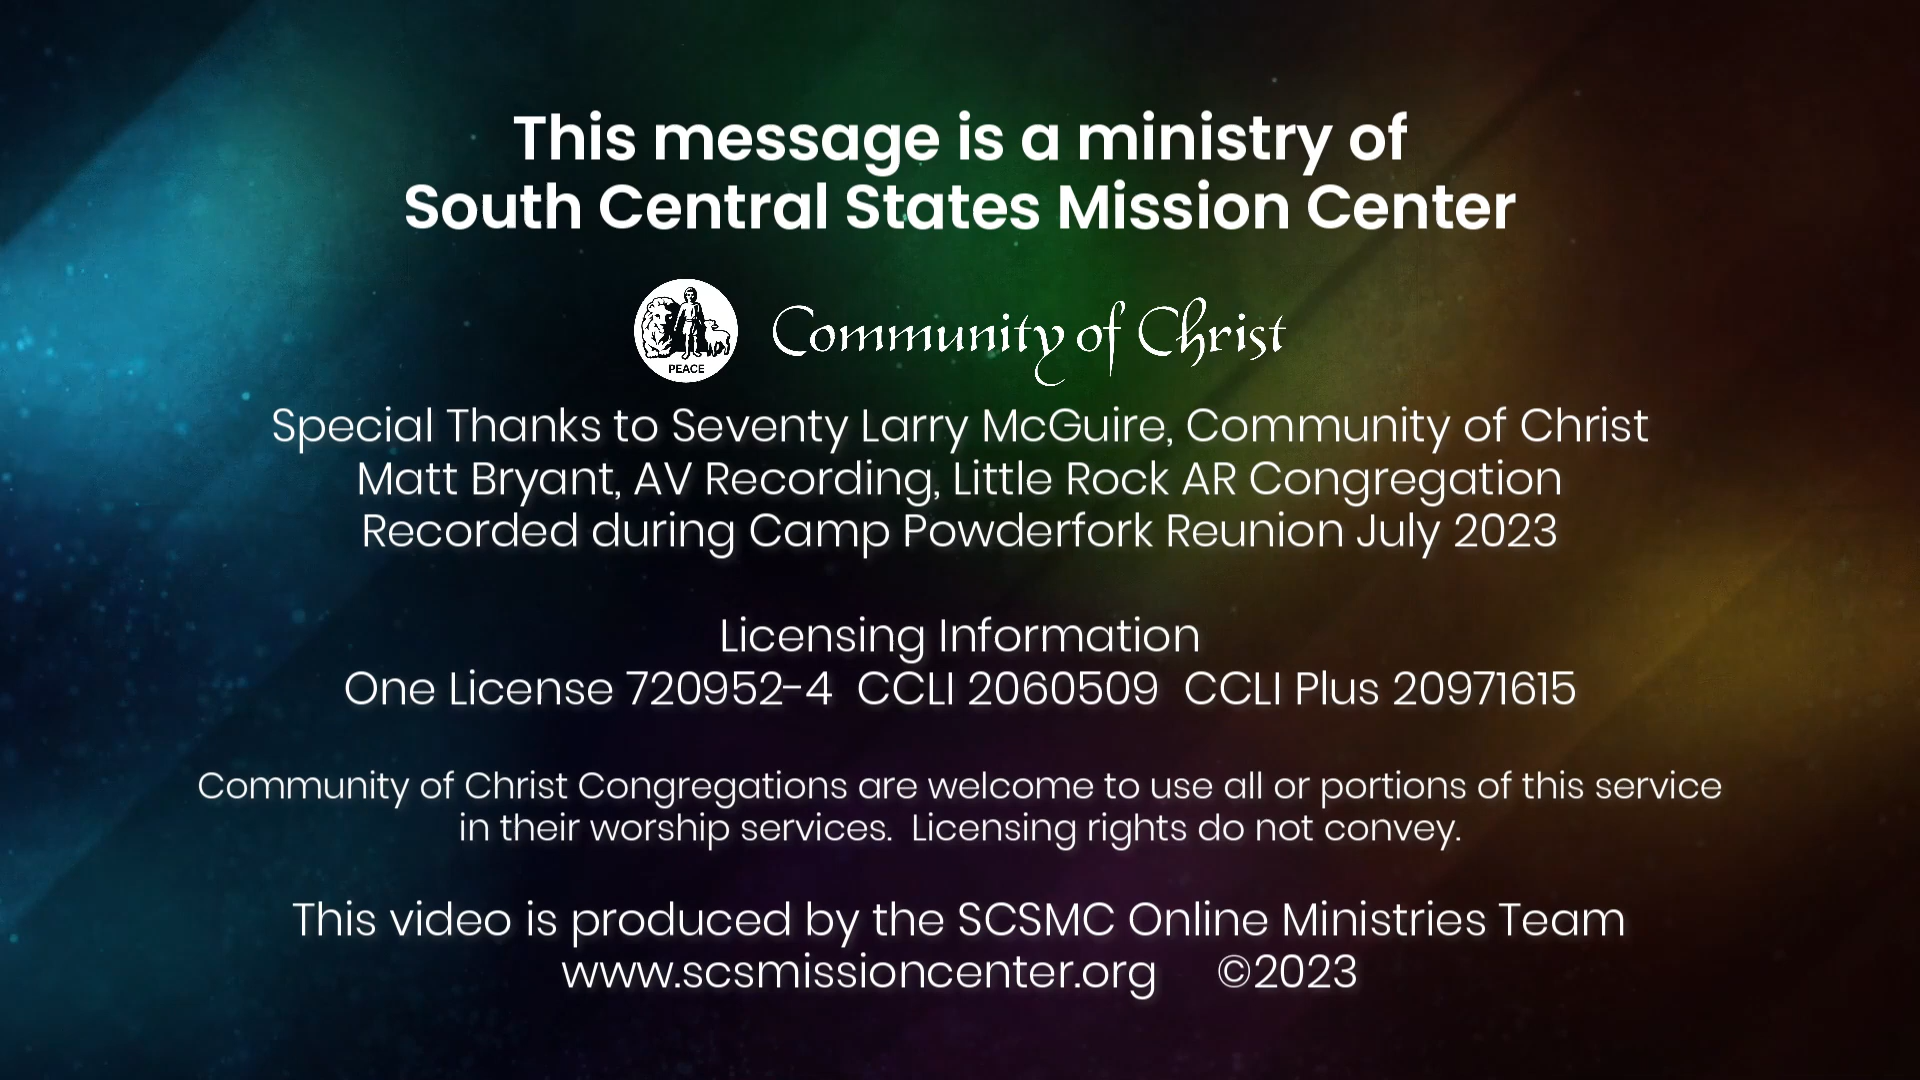 This message is a ministry of
South Central States Mission Center
PEACE
Community of Christ
Special Thanks to Seventy Larry McGuire, Community of Christ
Matt Bryant, AV Recording, Little Rock AR Congregation
Recorded during Camp Powderfork Reunion July 2023
Licensing Information
One License 720952-4  CCLI 2060509  CCLI Plus 20971615
Community of Christ Congregations are welcome to use all or portions of this service
in their worship services.  Licensing rights do not convey.
This video is produced by the SCSMC Online Ministries Team
www.scsmissioncenter.org ©2023